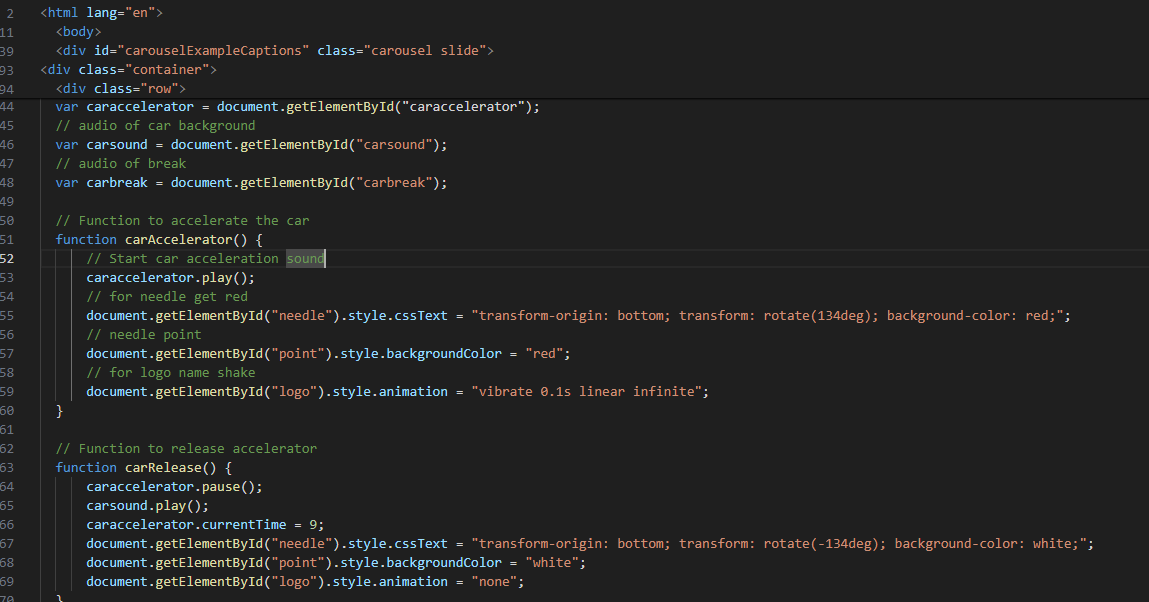 2 <html lang="en">
11 <body>
39 <div id="carouselExampleCaptions" class="carousel slide">
93 <div class="container">
94 <div class="row">
44 var caraccelerator = document.getElementById("caraccelerator");
45 // audio of car background
46 var carsound = document.getElementById("carsound");
47 // audio of break
48 var carbreak = document.getElementById("carbreak");
49
50 // Function to accelerate the car
51 function carAccelerator() {
52 // Start car acceleration sound
53 caraccelerator.play();
54 // for needle get red
55 document.getElementById("needle").style.cssText = "transform-origin: bottom; transform: rotate(134deg); background-color: red;";
56 // needle point
57 document.getElementById("point").style.backgroundColor = "red";
58 // for logo name shake
59 document.getElementById("logo").style.animation = "vibrate 0.1s linear infinite";
60 }
61
62 // Function to release accelerator
63 function carRelease() {
64 caraccelerator.pause();
65 carsound.play();
66 caraccelerator.currentTime = 9;
67 document.getElementById("needle").style.cssText = "transform-origin: bottom; transform: rotate(-134deg); background-color: white;";
68 document.getElementById("point").style.backgroundColor = "white";
69 document.getElementById("logo").style.animation = "none";
70 }